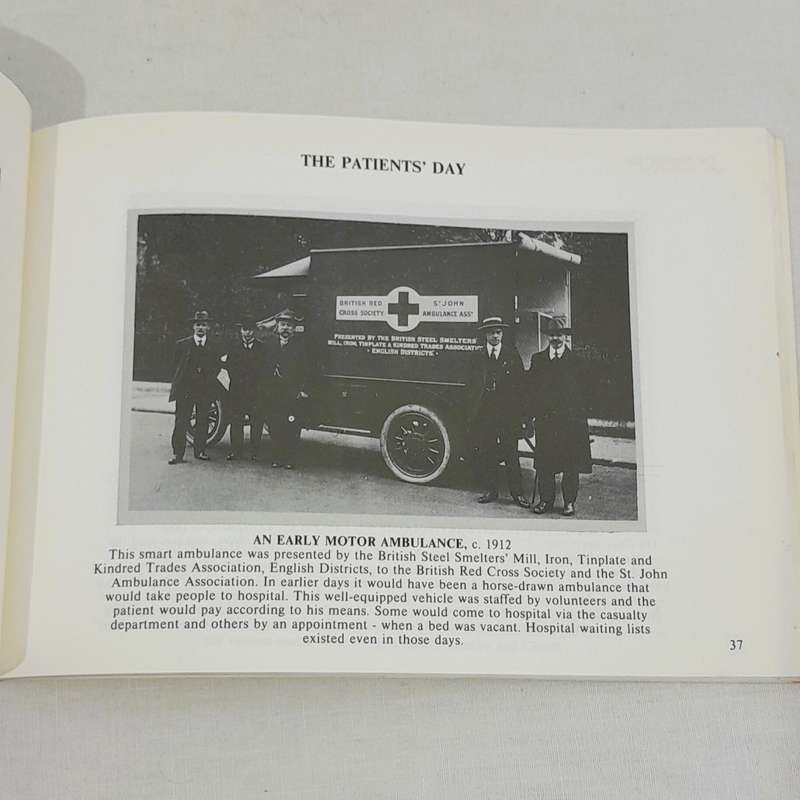 THE PATIENTS' DAY
BRITISH RED
CROSS SOCIETY
ST JOHN
AMBULANCE ASSN
PRESENTED BY THE BRITISH STEEL SMELTERS'
MILL, IRON, TINPLATE & KINDRED TRADES ASSOCIATION
ENGLISH DISTRICTS.
AN EARLY MOTOR AMBULANCE, c. 1912
This smart ambulance was presented by the British Steel Smelters' Mill, Iron, Tinplate and
Kindred Trades Association, English Districts, to the British Red Cross Society and the St. John
Ambulance Association. In earlier days it would have been a horse-drawn ambulance that
would take people to hospital. This well-equipped vehicle was staffed by volunteers and the
patient would pay according to his means. Some would come to hospital via the casualty
department and others by an appointment - when a bed was vacant. Hospital waiting lists
existed even in those days.
37